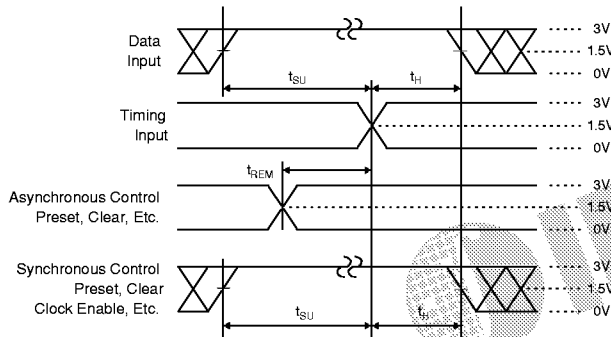 Data
Input
3V
1.5V
0V
tSU
tH
Timing
Input
3V
1.5V
0V
tREM
Asynchronous Control
Preset, Clear, Etc.
3V
1.5V
0V
Synchronous Control
Preset, Clear
Clock Enable, Etc.
3V
1.5V
0V
tSU
tH